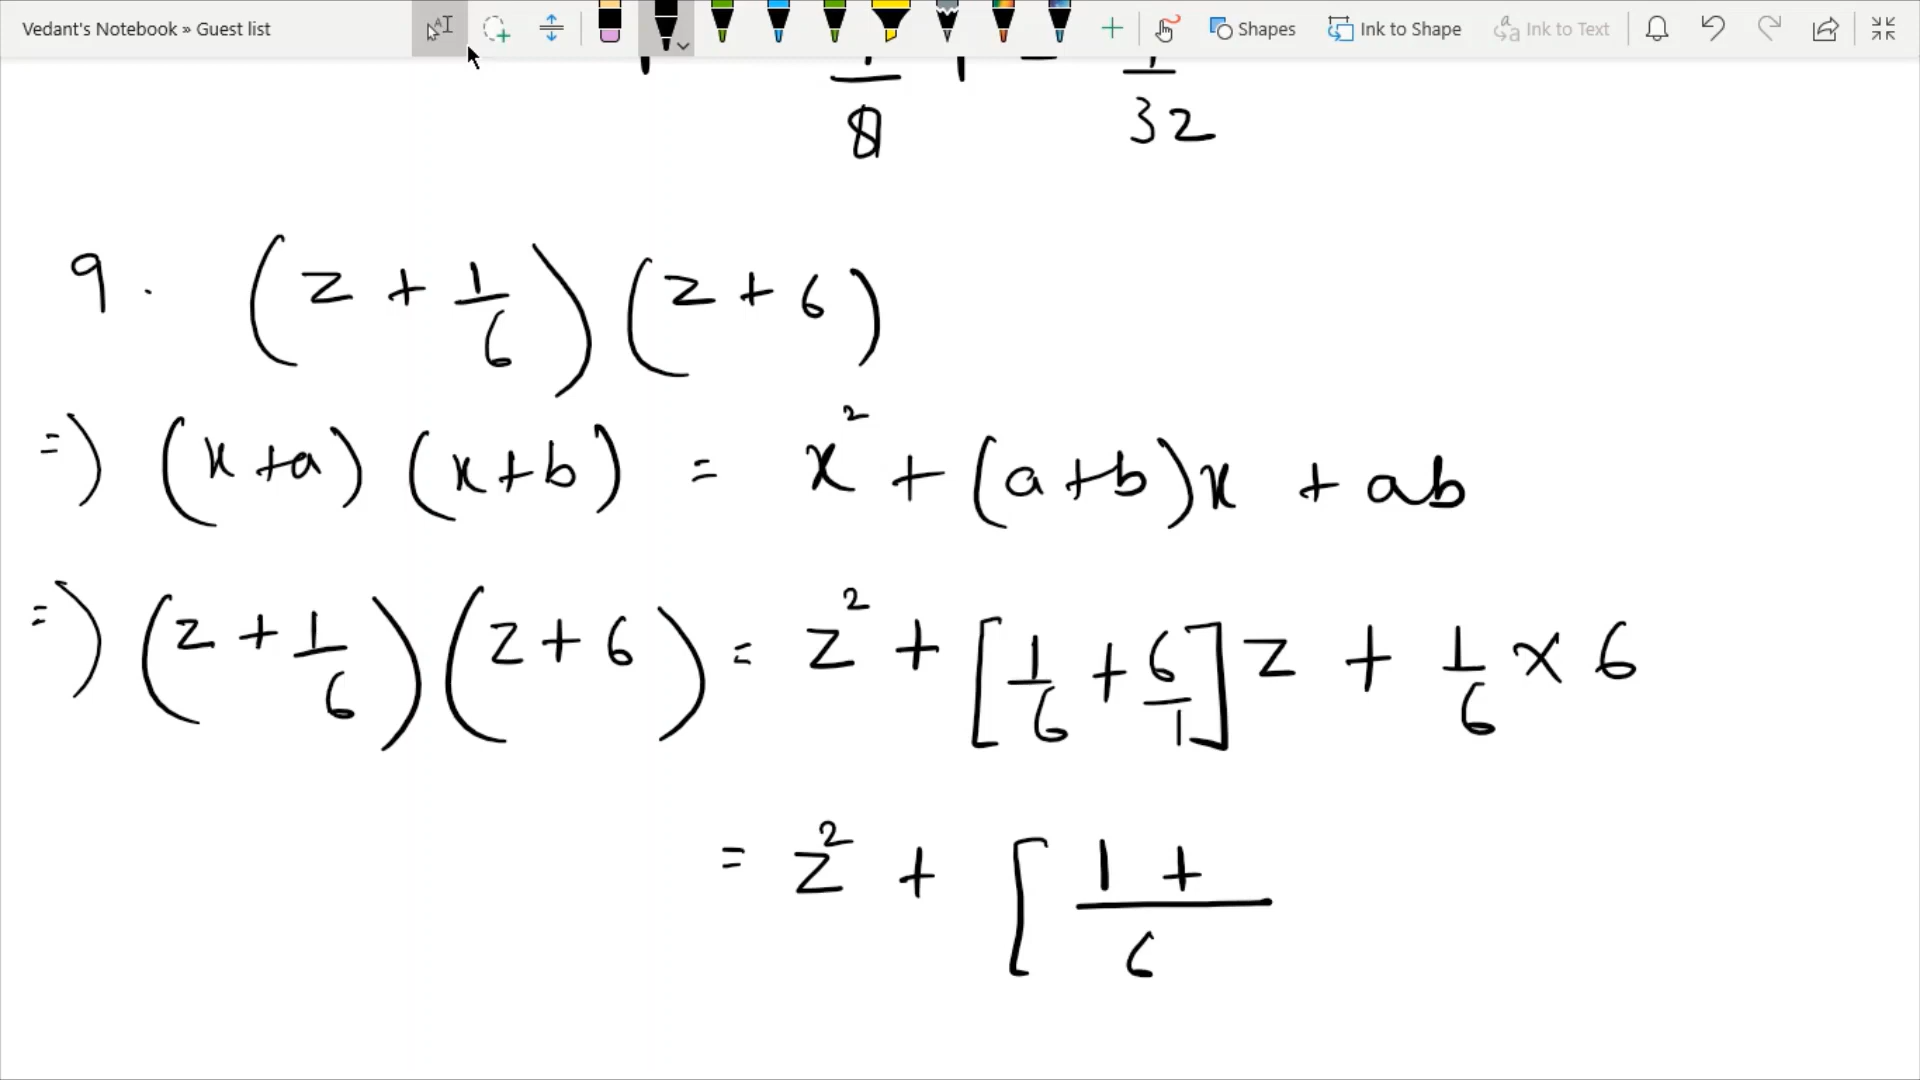 Vedant's Notebook » Guest list Shapes Ink to Shape Ink to Text
8 32
9. (z + 1/6) (z + 6)
=) (x+a) (x+b) = x² + (a+b)x + ab
=) (z + 1/6) (z + 6) = z² + [1/6 + 6/1] z + 1/6 × 6
= z² + [ 1 + / 6